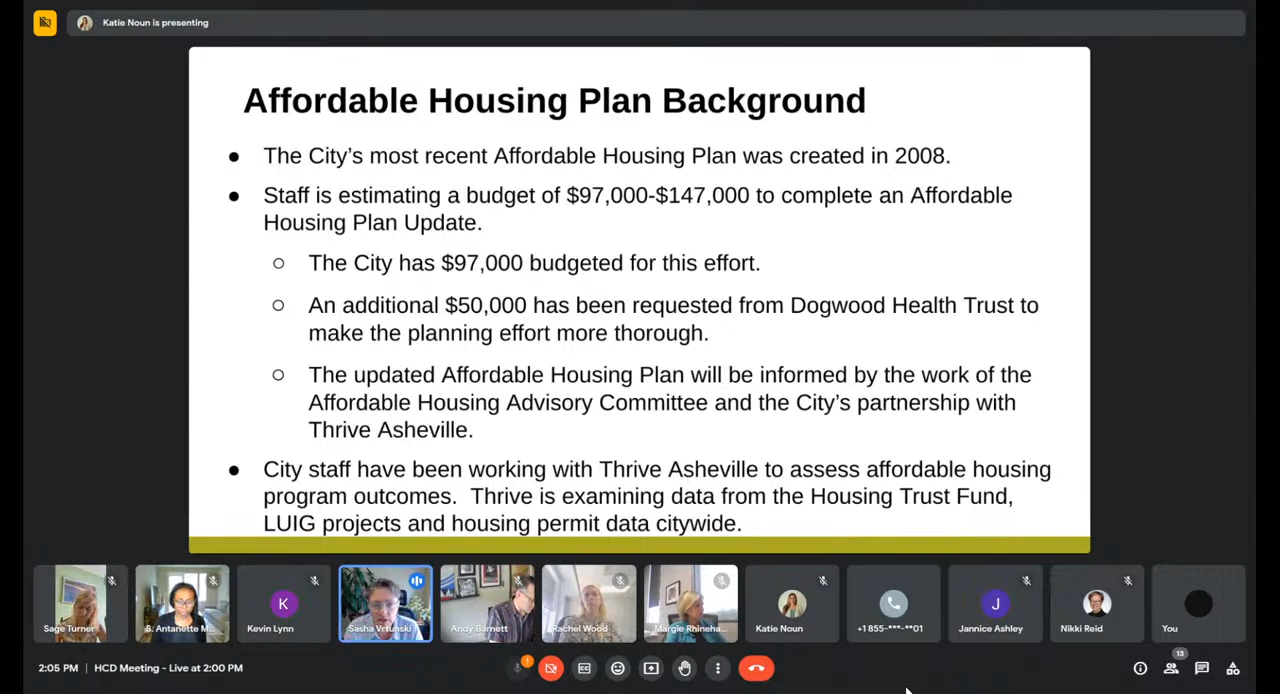 Katie Noun is presenting
Affordable Housing Plan Background
● The City's most recent Affordable Housing Plan was created in 2008.
● Staff is estimating a budget of $97,000-$147,000 to complete an Affordable
Housing Plan Update.
○ The City has $97,000 budgeted for this effort.
○ An additional $50,000 has been requested from Dogwood Health Trust to
make the planning effort more thorough.
○ The updated Affordable Housing Plan will be informed by the work of the
Affordable Housing Advisory Committee and the City's partnership with
Thrive Asheville.
● City staff have been working with Thrive Asheville to assess affordable housing
program outcomes.  Thrive is examining data from the Housing Trust Fund,
LUIG projects and housing permit data citywide.
K
J
Sage Turner
S. Antanette M...
Kevin Lynn
Sasha Vrtunski
Andy Barnett
Rachel Wood
Margie Rhineha...
Katie Noun
+1 855-***-**01
Jannice Ashley
Nikki Reid
You
2:05 PM | HCD Meeting - Live at 2:00 PM
!
13